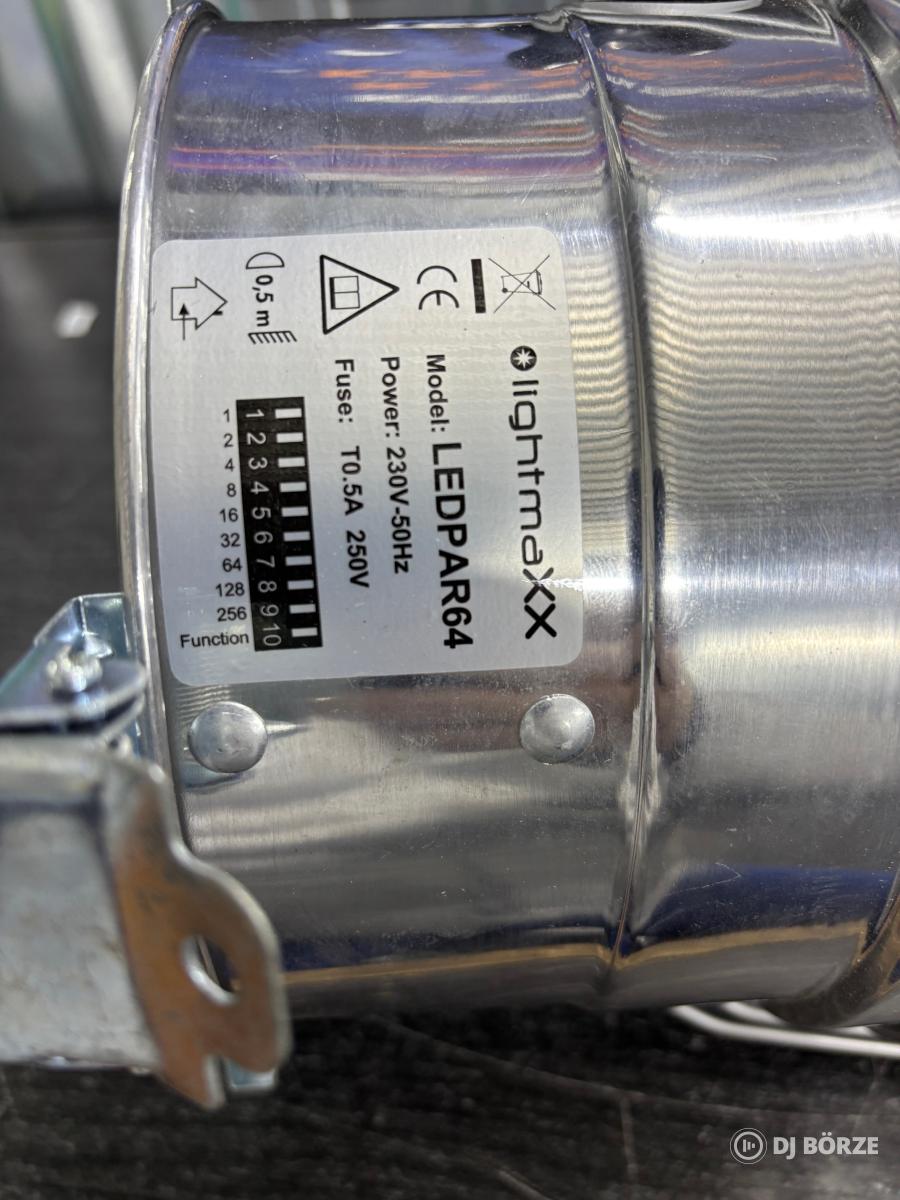 lightmaXX
Model: LEDPAR64
Power: 230V-50Hz
Fuse: T0.5A 250V
CE
0,5 m
1 2 3 4 5 6 7 8 9 10
1 2 4 8 16 32 64 128 256 Function
DJ BÖRZE